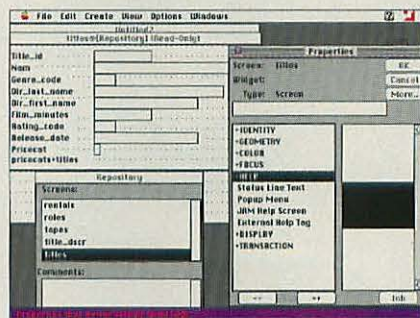 File Edit Create View Options Windows
Untitled2
titles@[Repository] (Read-Only)
Title_id
Nam
Genre_code
Dir_last_name
Dir_first_name
Film_minutes
Rating_code
Release_date
Pricecat
pricecats+titles
Properties
Screen: titles
Widget:
Type: Screen
OK
Cancel
More...
+IDENTITY
+GEOMETRY
+COLOR
+FOCUS
-HELP
Status Line Text
Popup Menu
JAM Help Screen
External Help Tag
+DISPLAY
+TRANSACTION
Repository
Screens:
rentals
roles
tapes
title_dscr
titles
Comments: